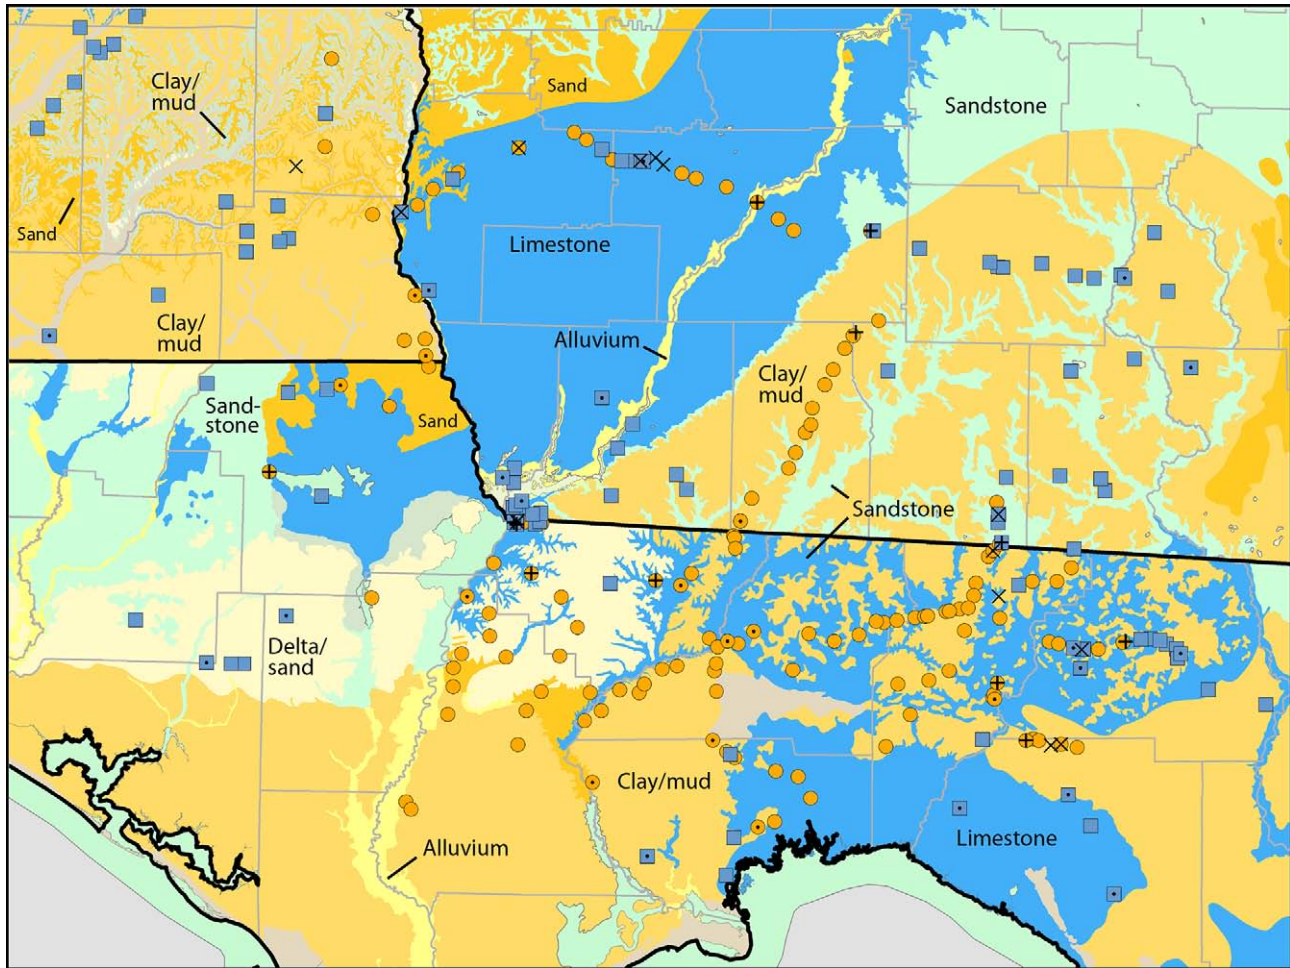 Clay/
mud
Sand
Sandstone
Sand
Limestone
Clay/
mud
Alluvium
Clay/
mud
Sand-
stone
Sand
Sandstone
Delta/
sand
Clay/mud
Alluvium
Limestone